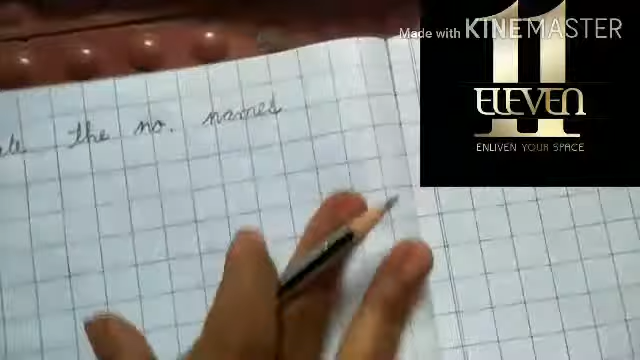 Made with KINEMASTER
11
ELEVEN
ENLIVEN YOUR SPACE
the no. names